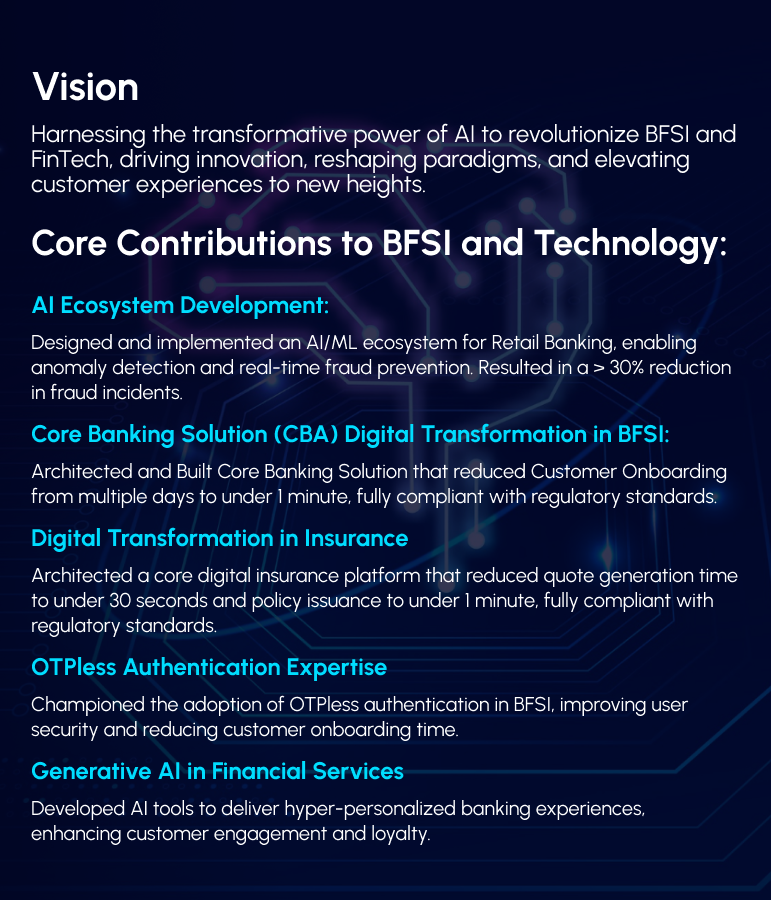 Vision
Harnessing the transformative power of AI to revolutionize BFSI and
FinTech, driving innovation, reshaping paradigms, and elevating
customer experiences to new heights.
Core Contributions to BFSI and Technology:
AI Ecosystem Development:
Designed and implemented an AI/ML ecosystem for Retail Banking, enabling
anomaly detection and real-time fraud prevention. Resulted in a > 30% reduction
in fraud incidents.
Core Banking Solution (CBA) Digital Transformation in BFSI:
Architected and Built Core Banking Solution that reduced Customer Onboarding
from multiple days to under 1 minute, fully compliant with regulatory standards.
Digital Transformation in Insurance
Architected a core digital insurance platform that reduced quote generation time
to under 30 seconds and policy issuance to under 1 minute, fully compliant with
regulatory standards.
OTPless Authentication Expertise
Championed the adoption of OTPless authentication in BFSI, improving user
security and reducing customer onboarding time.
Generative AI in Financial Services
Developed AI tools to deliver hyper-personalized banking experiences,
enhancing customer engagement and loyalty.